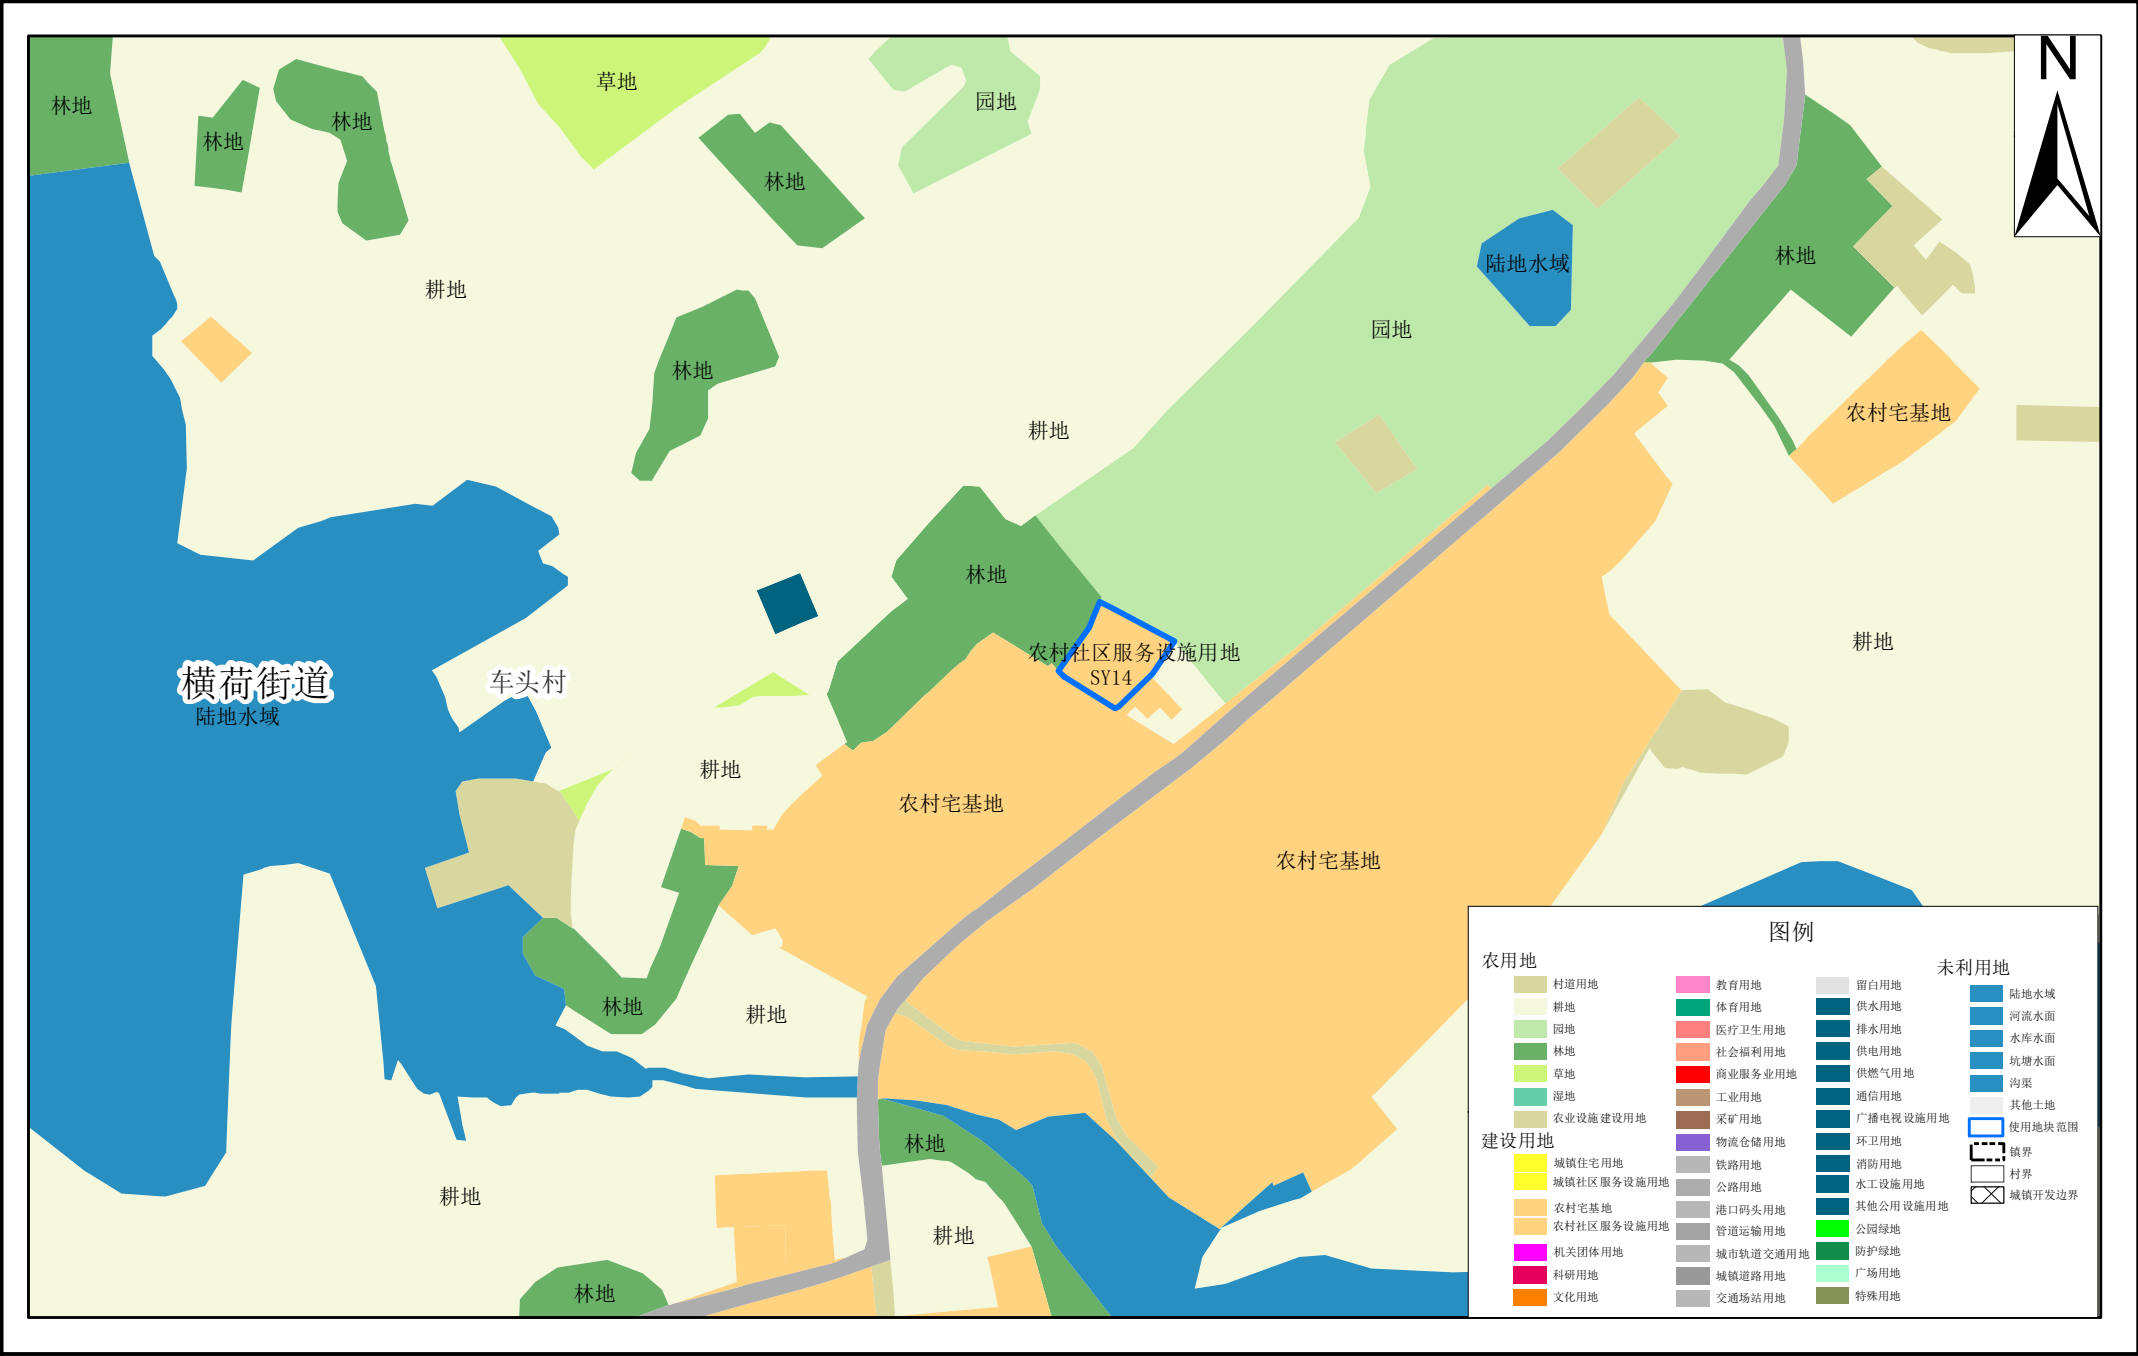 N
草地
林地
园地
林地
林地
林地
林地
陆地水域
耕地
园地
林地
农村宅基地
耕地
林地
耕地
农村社区服务设施用地
SY14
横荷街道
车头村
陆地水域
耕地
农村宅基地
农村宅基地
林地
耕地
林地
耕地
耕地
林地
图例
农用地
村道用地
耕地
园地
林地
草地
湿地
农业设施建设用地
建设用地
城镇住宅用地
城镇社区服务设施用地
农村宅基地
农村社区服务设施用地
机关团体用地
科研用地
文化用地
教育用地
体育用地
医疗卫生用地
社会福利用地
商业服务业用地
工业用地
采矿用地
物流仓储用地
铁路用地
公路用地
港口码头用地
管道运输用地
城市轨道交通用地
城镇道路用地
交通场站用地
留白用地
供水用地
排水用地
供电用地
供燃气用地
通信用地
广播电视设施用地
环卫用地
消防用地
水工设施用地
其他公用设施用地
公园绿地
防护绿地
广场用地
特殊用地
未利用地
陆地水域
河流水面
水库水面
坑塘水面
沟渠
其他土地
使用地块范围
镇界
村界
城镇开发边界